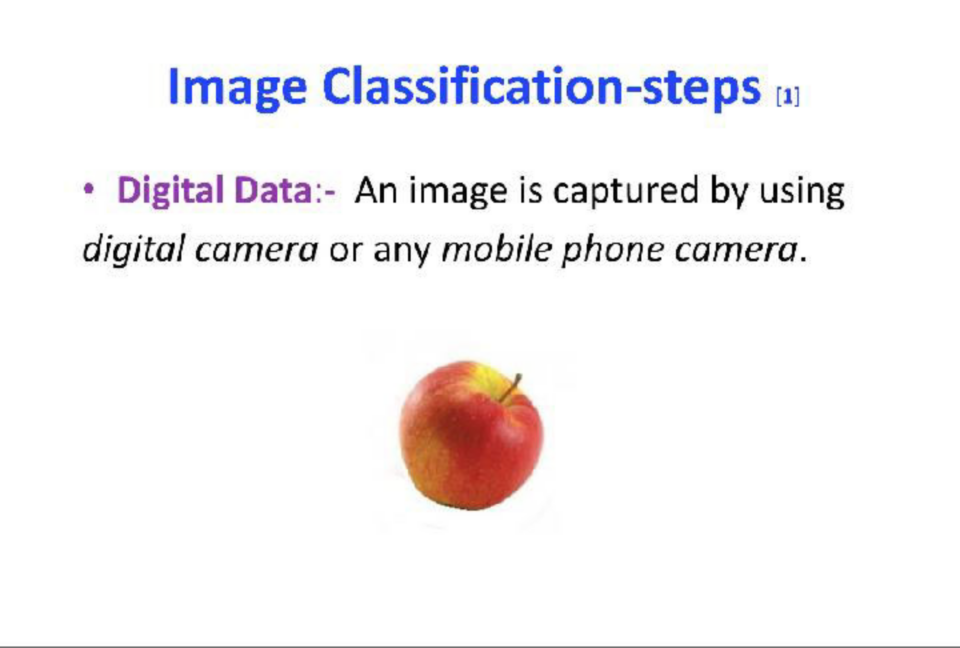 Image Classification-steps [1]
• Digital Data:- An image is captured by using
digital camera or any mobile phone camera.